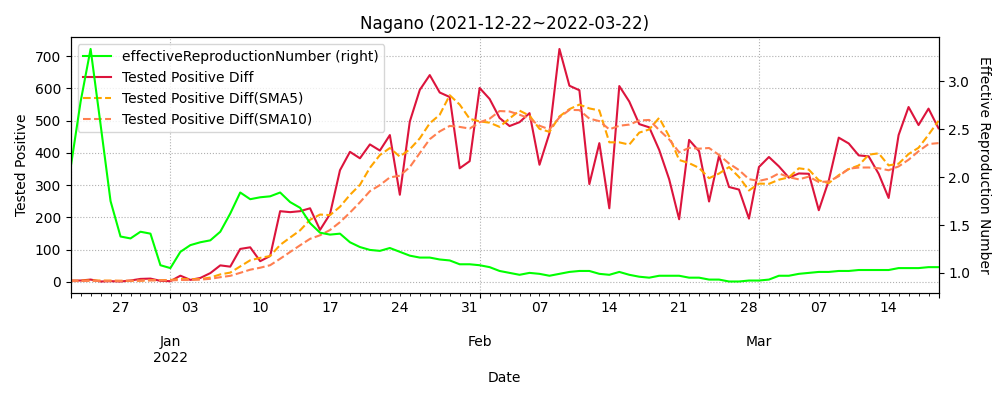 Nagano (2021-12-22~2022-03-22)
effectiveReproductionNumber (right)
Tested Positive Diff
Tested Positive Diff(SMA5)
Tested Positive Diff(SMA10)
Tested Positive
700
600
500
400
300
200
100
0
3.0
2.5
2.0
1.5
1.0
Effective Reproduction Number
27 03 10 17 24 31 07 14 21 28 07 14
Jan Feb Mar
2022
Date